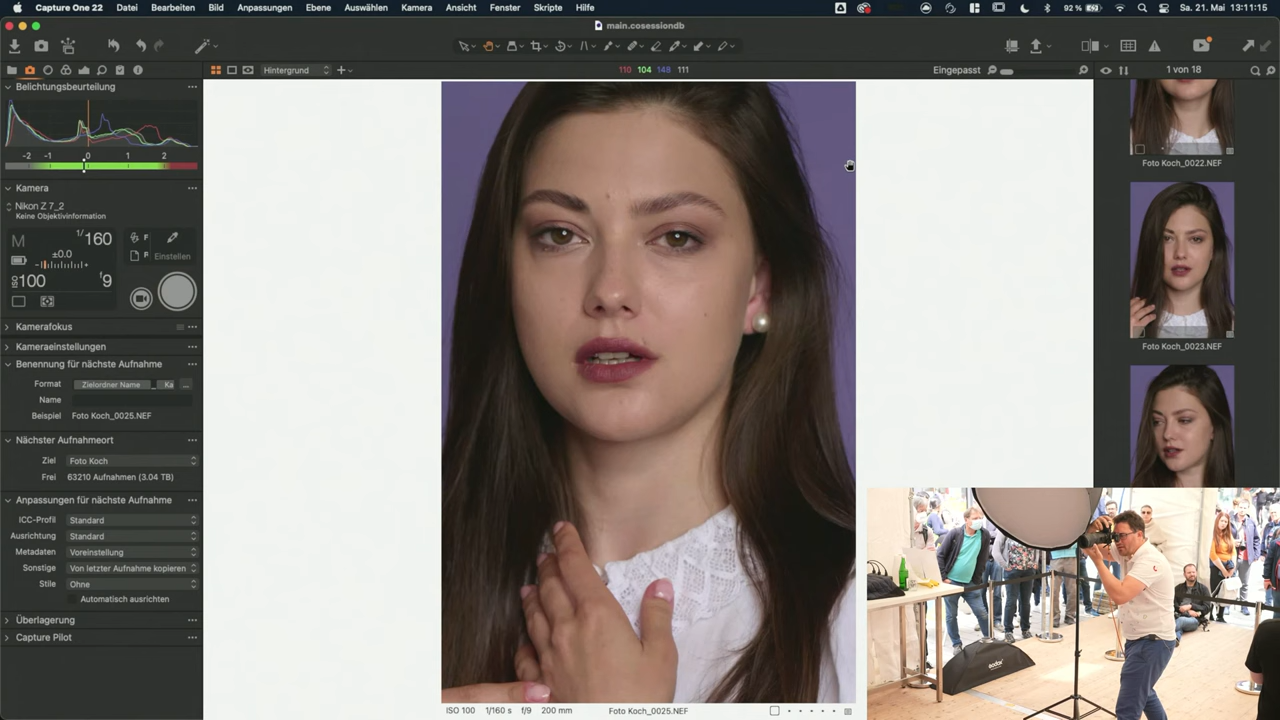 Capture One 22 Datei Bearbeiten Bild Anpassungen Ebene Auswählen Kamera Ansicht Fenster Skripte Hilfe 92 % Sa. 21. Mai 13:11:15
main.cosessiondb
Hintergrund
110 104 148 111
Eingepasst
1 von 18
Belichtungsbeurteilung
-2 -1 0 1 2
Kamera
Nikon Z 7_2
Keine Objektivinformation
M 1/160
±0.0
ISO 100 f9
F
F
Einstellen
Kamerafokus
Kameraeinstellungen
Benennung für nächste Aufnahme
Format Zielordner Name _ Ka ...
Name
Beispiel Foto Koch_0025.NEF
Nächster Aufnahmeort
Ziel Foto Koch
Frei 63210 Aufnahmen (3.04 TB)
Anpassungen für nächste Aufnahme
ICC-Profil Standard
Ausrichtung Standard
Metadaten Voreinstellung
Sonstige Von letzter Aufnahme kopieren
Stile Ohne
Automatisch ausrichten
Überlagerung
Capture Pilot
ISO 100 1/160 s f/9 200 mm Foto Koch_0025.NEF
Foto Koch_0022.NEF
Foto Koch_0023.NEF
Godox